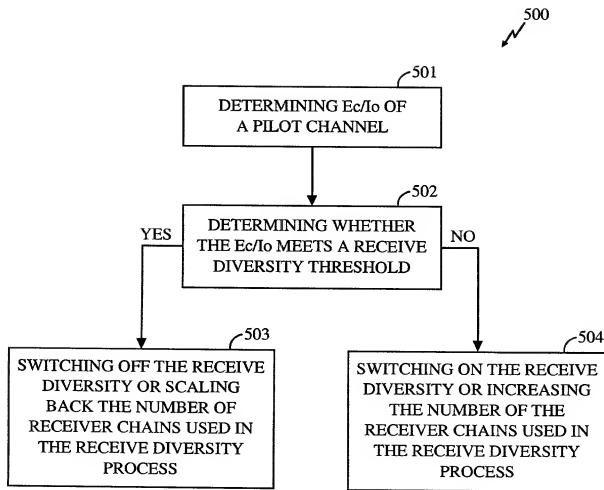 500
501
DETERMINING Ec/Io OF
A PILOT CHANNEL
502
DETERMINING WHETHER
THE Ec/Io MEETS A RECEIVE
DIVERSITY THRESHOLD
YES
NO
503
SWITCHING OFF THE RECEIVE
DIVERSITY OR SCALING
BACK THE NUMBER OF
RECEIVER CHAINS USED IN
THE RECEIVE DIVERSITY
PROCESS
504
SWITCHING ON THE RECEIVE
DIVERSITY OR INCREASING
THE NUMBER OF THE
RECEIVER CHAINS USED IN
THE RECEIVE DIVERSITY
PROCESS